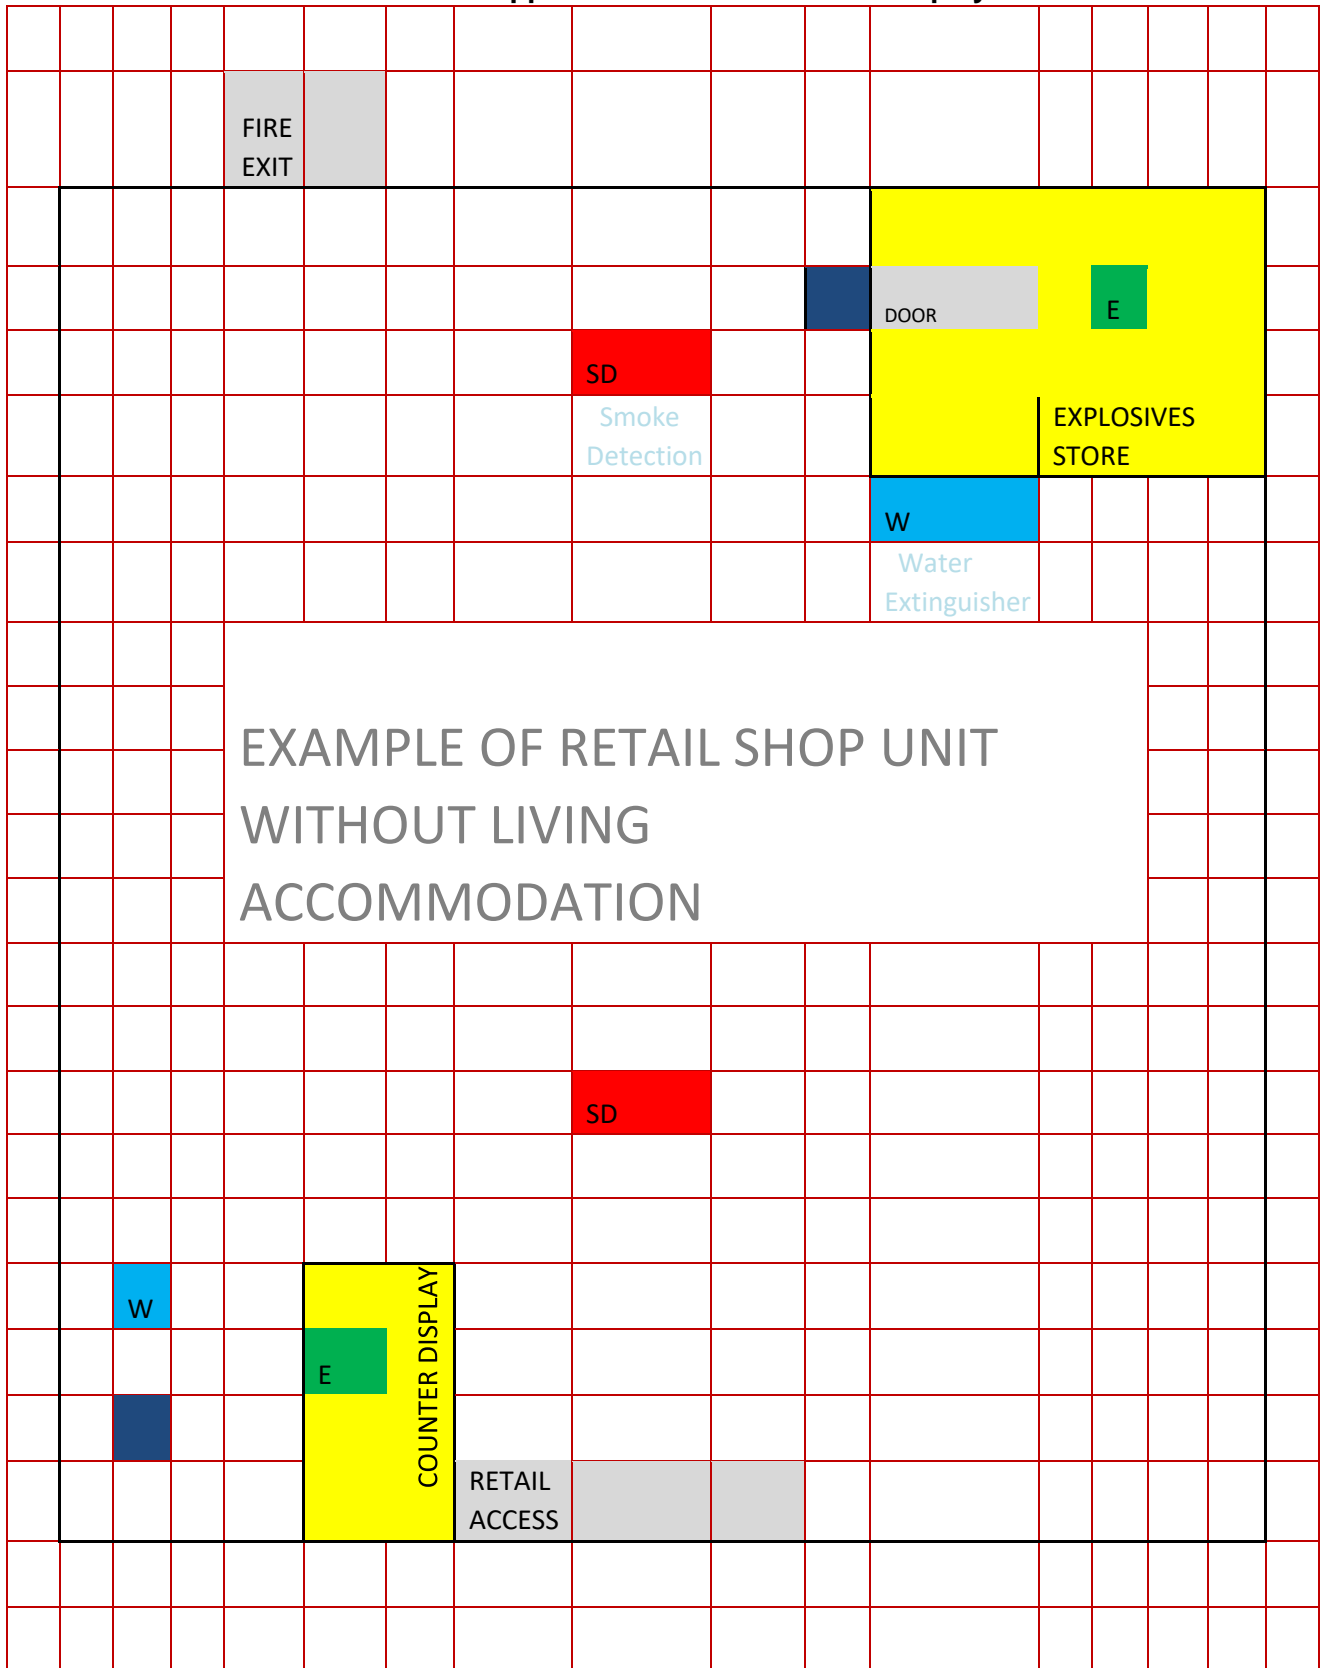 FIRE
EXIT
DOOR
E
SD
Smoke
Detection
EXPLOSIVES
STORE
W
Water
Extinguisher
EXAMPLE OF RETAIL SHOP UNIT
WITHOUT LIVING
ACCOMMODATION
SD
W
COUNTER DISPLAY
E
RETAIL
ACCESS